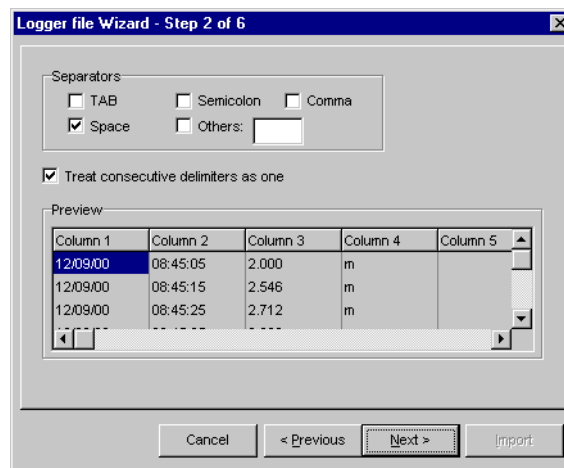 Logger file Wizard - Step 2 of 6
Separators
TAB Semicolon Comma
Space Others:
Treat consecutive delimiters as one
Preview
Column 1 Column 2 Column 3 Column 4 Column 5
12/09/00 08:45:05 2.000 m
12/09/00 08:45:15 2.546 m
12/09/00 08:45:25 2.712 m
Cancel < Previous Next > Import